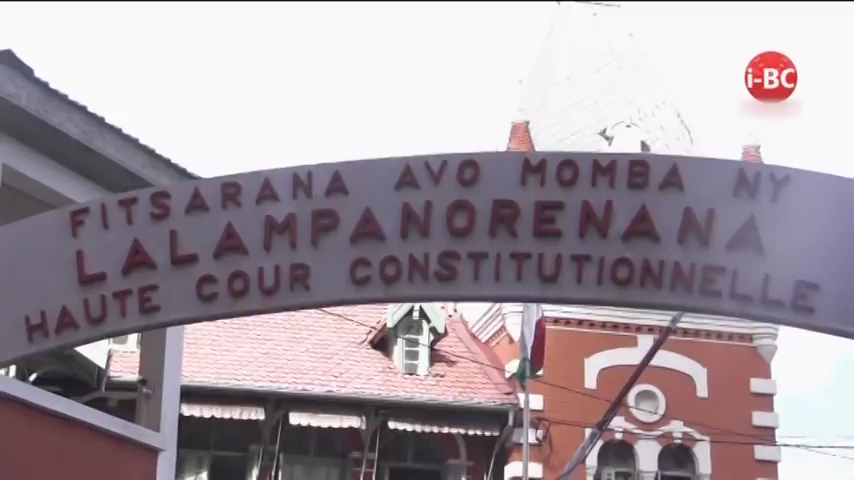 i-BC
FITSARANA AVO MOMBA NY
LALAMPANORENANA
HAUTE COUR CONSTITUTIONNELLE